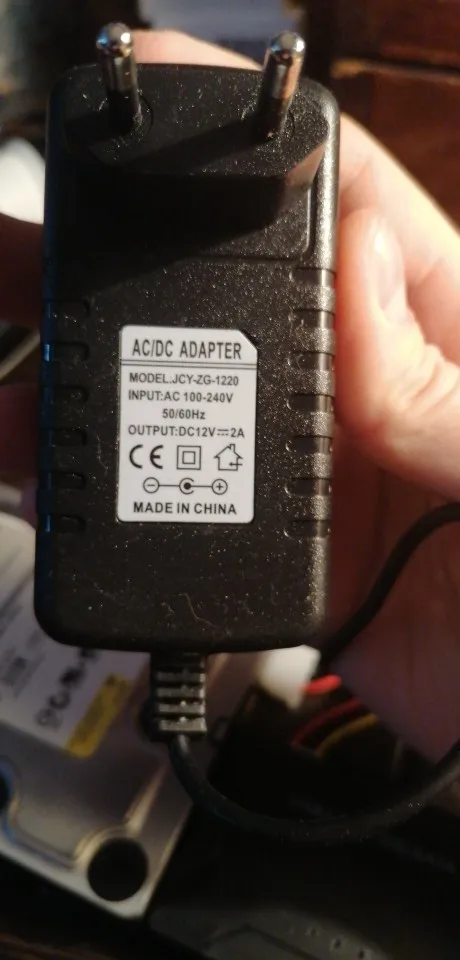 AC/DC ADAPTER
MODEL:JCY-ZG-1220
INPUT:AC 100-240V
50/60Hz
OUTPUT:DC12V⎓2A
CE
MADE IN CHINA